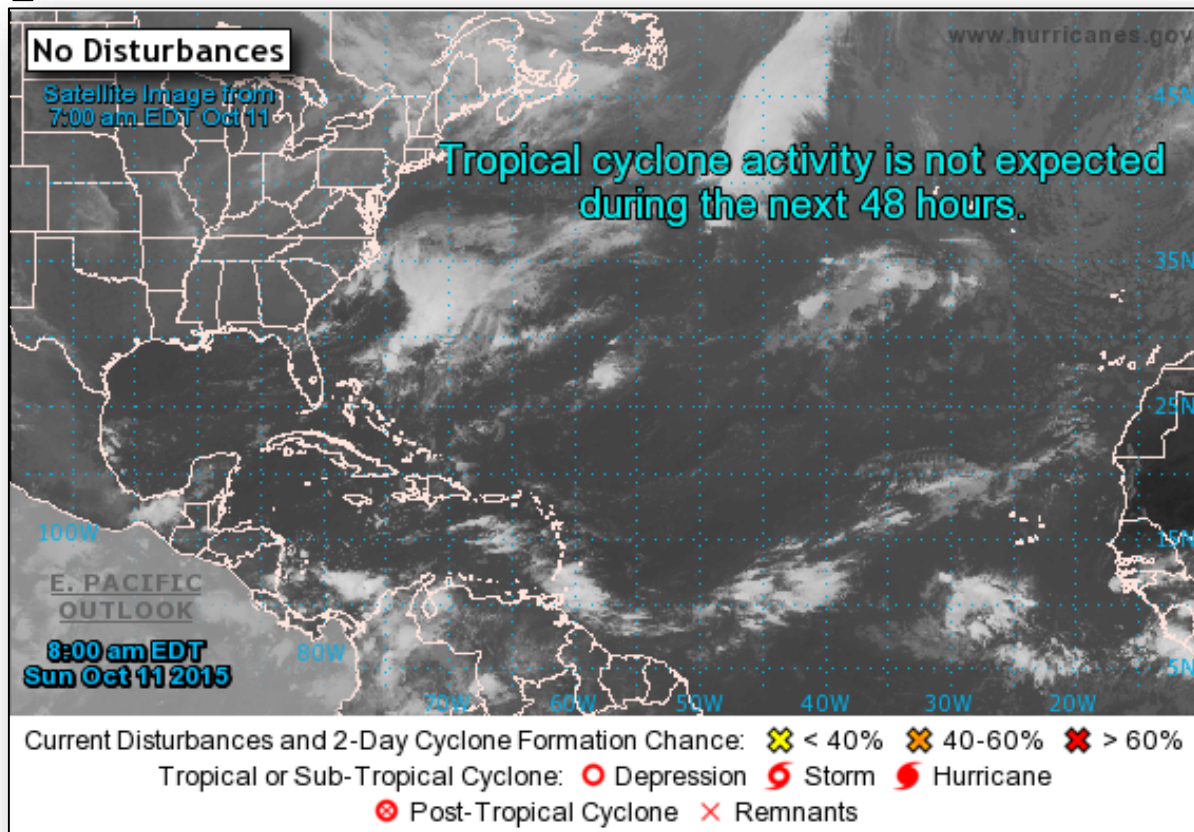 No Disturbances
www.hurricanes.gov
Satellite Image from
7:00 am EDT Oct 11
45N
Tropical cyclone activity is not expected
during the next 48 hours.
35N
25N
100W
15N
E. PACIFIC
OUTLOOK
8:00 am EDT
Sun Oct 11 2015
80W
5N
70W 60W 50W 40W 30W 20W
Current Disturbances and 2-Day Cyclone Formation Chance: < 40% 40-60% > 60%
Tropical or Sub-Tropical Cyclone: Depression Storm Hurricane
Post-Tropical Cyclone Remnants